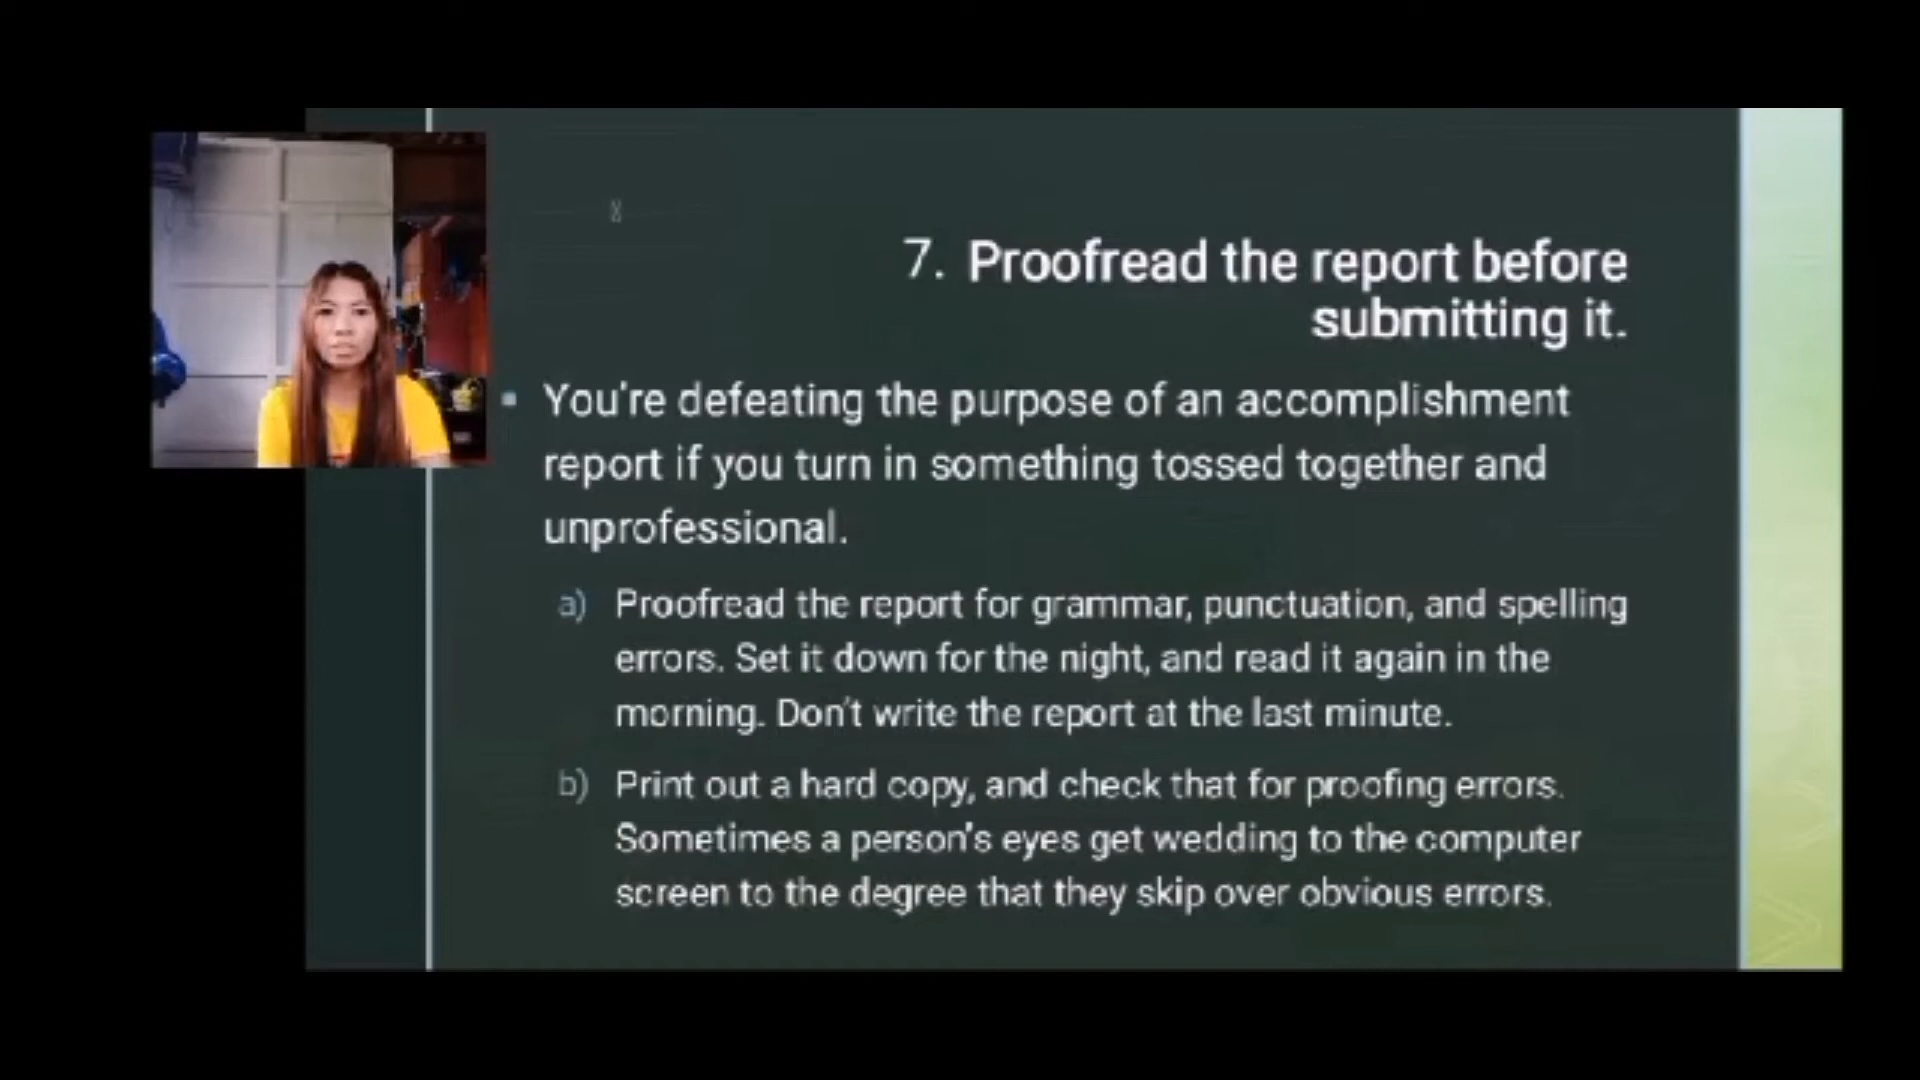 7. Proofread the report before
submitting it.
You're defeating the purpose of an accomplishment
report if you turn in something tossed together and
unprofessional.
a) Proofread the report for grammar, punctuation, and spelling
errors. Set it down for the night, and read it again in the
morning. Don't write the report at the last minute.
b) Print out a hard copy, and check that for proofing errors.
Sometimes a person's eyes get wedding to the computer
screen to the degree that they skip over obvious errors.